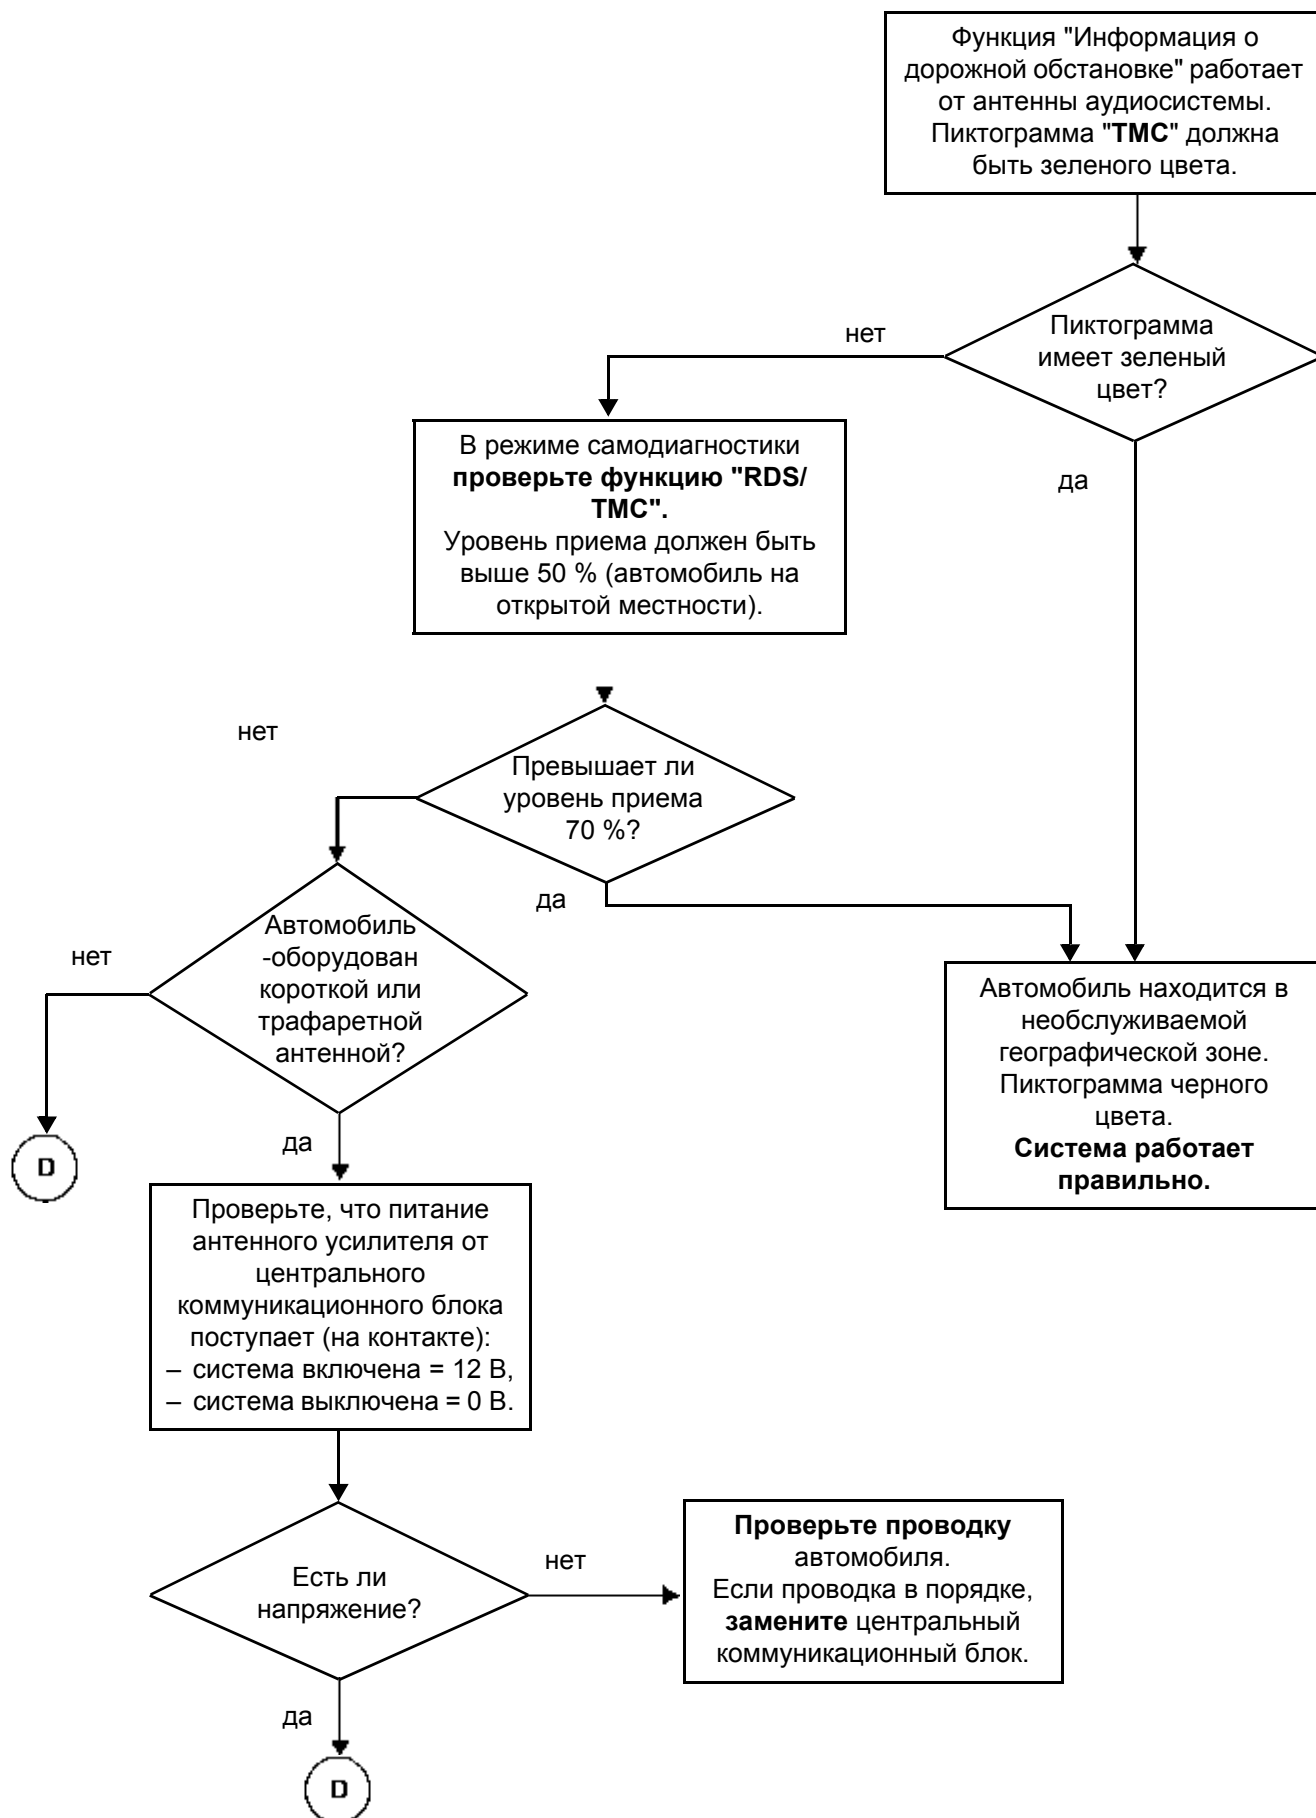 Функция "Информация о
дорожной обстановке" работает
от антенны аудиосистемы.
Пиктограмма "ТМС" должна
быть зеленого цвета.
нет
Пиктограмма
имеет зеленый
цвет?
да
В режиме самодиагностики
проверьте функцию "RDS/
TMC".
Уровень приема должен быть
выше 50 % (автомобиль на
открытой местности).
нет
Превышает ли
уровень приема
70 %?
да
нет
Автомобиль
-оборудован
короткой или
трафаретной
антенной?
Автомобиль находится в
необслуживаемой
географической зоне.
Пиктограмма черного
цвета.
Система работает
правильно.
D
да
Проверьте, что питание
антенного усилителя от
центрального
коммуникационного блока
поступает (на контакте):
– система включена = 12 В,
– система выключена = 0 В.
Есть ли
напряжение?
нет
Проверьте проводку
автомобиля.
Если проводка в порядке,
замените центральный
коммуникационный блок.
да
D